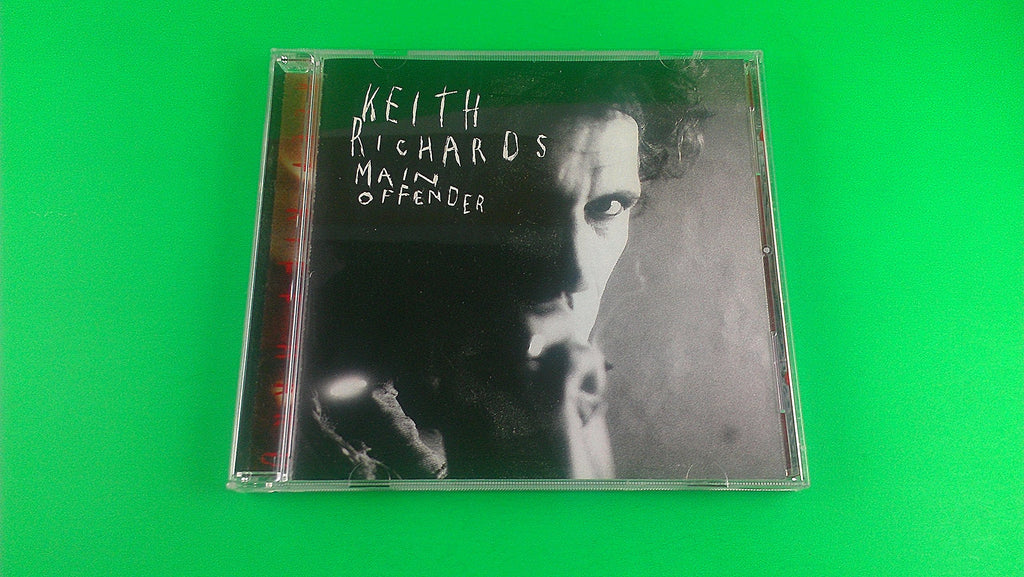 KEITH
RICHARDS
MAIN
OFFENDER